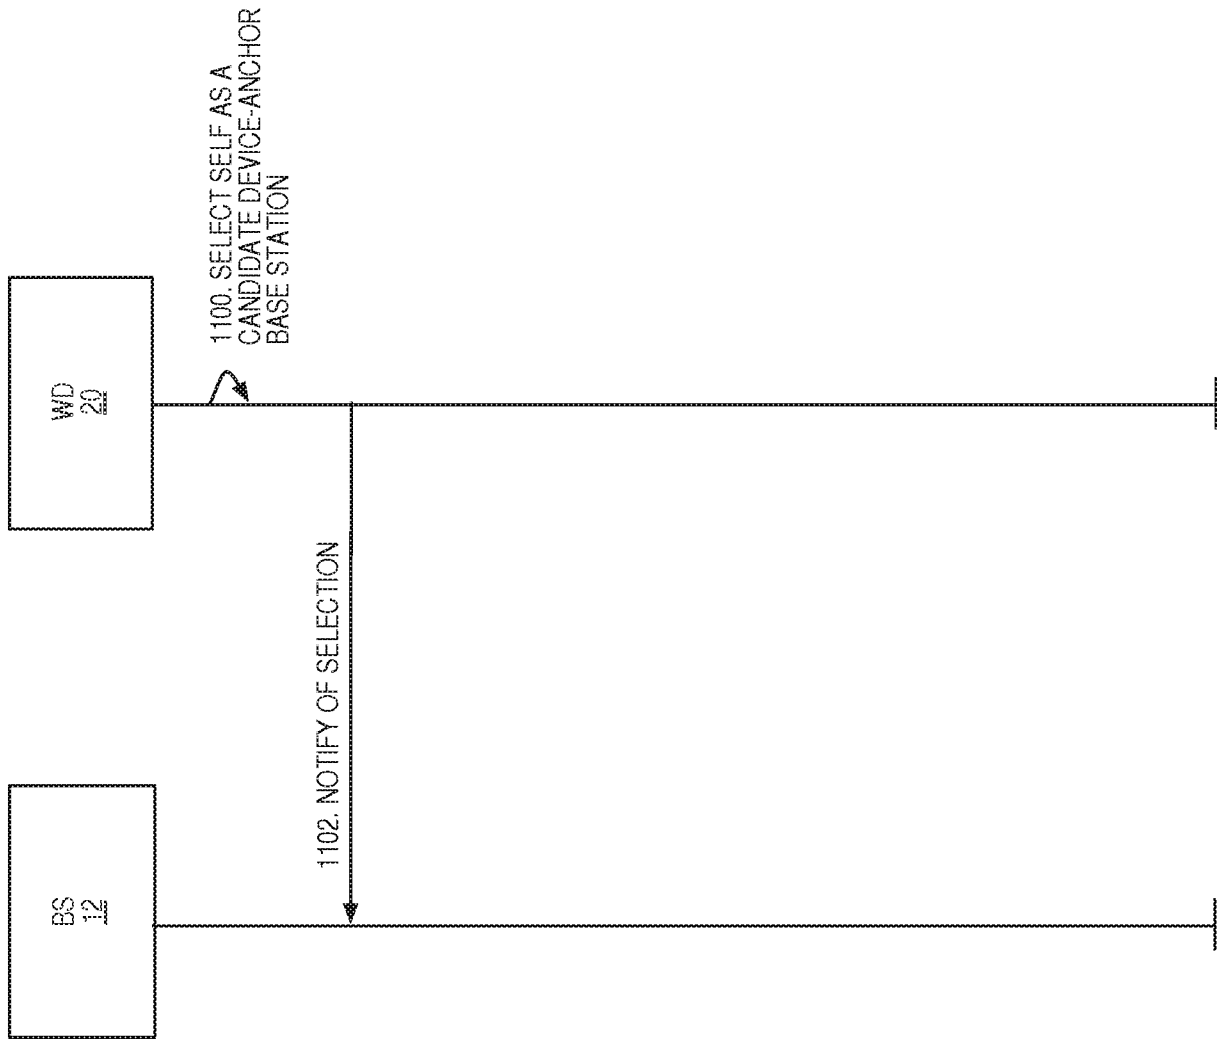 BS
12
WD
20
1100. SELECT SELF AS A
CANDIDATE DEVICE-ANCHOR
BASE STATION
1102. NOTIFY OF SELECTION